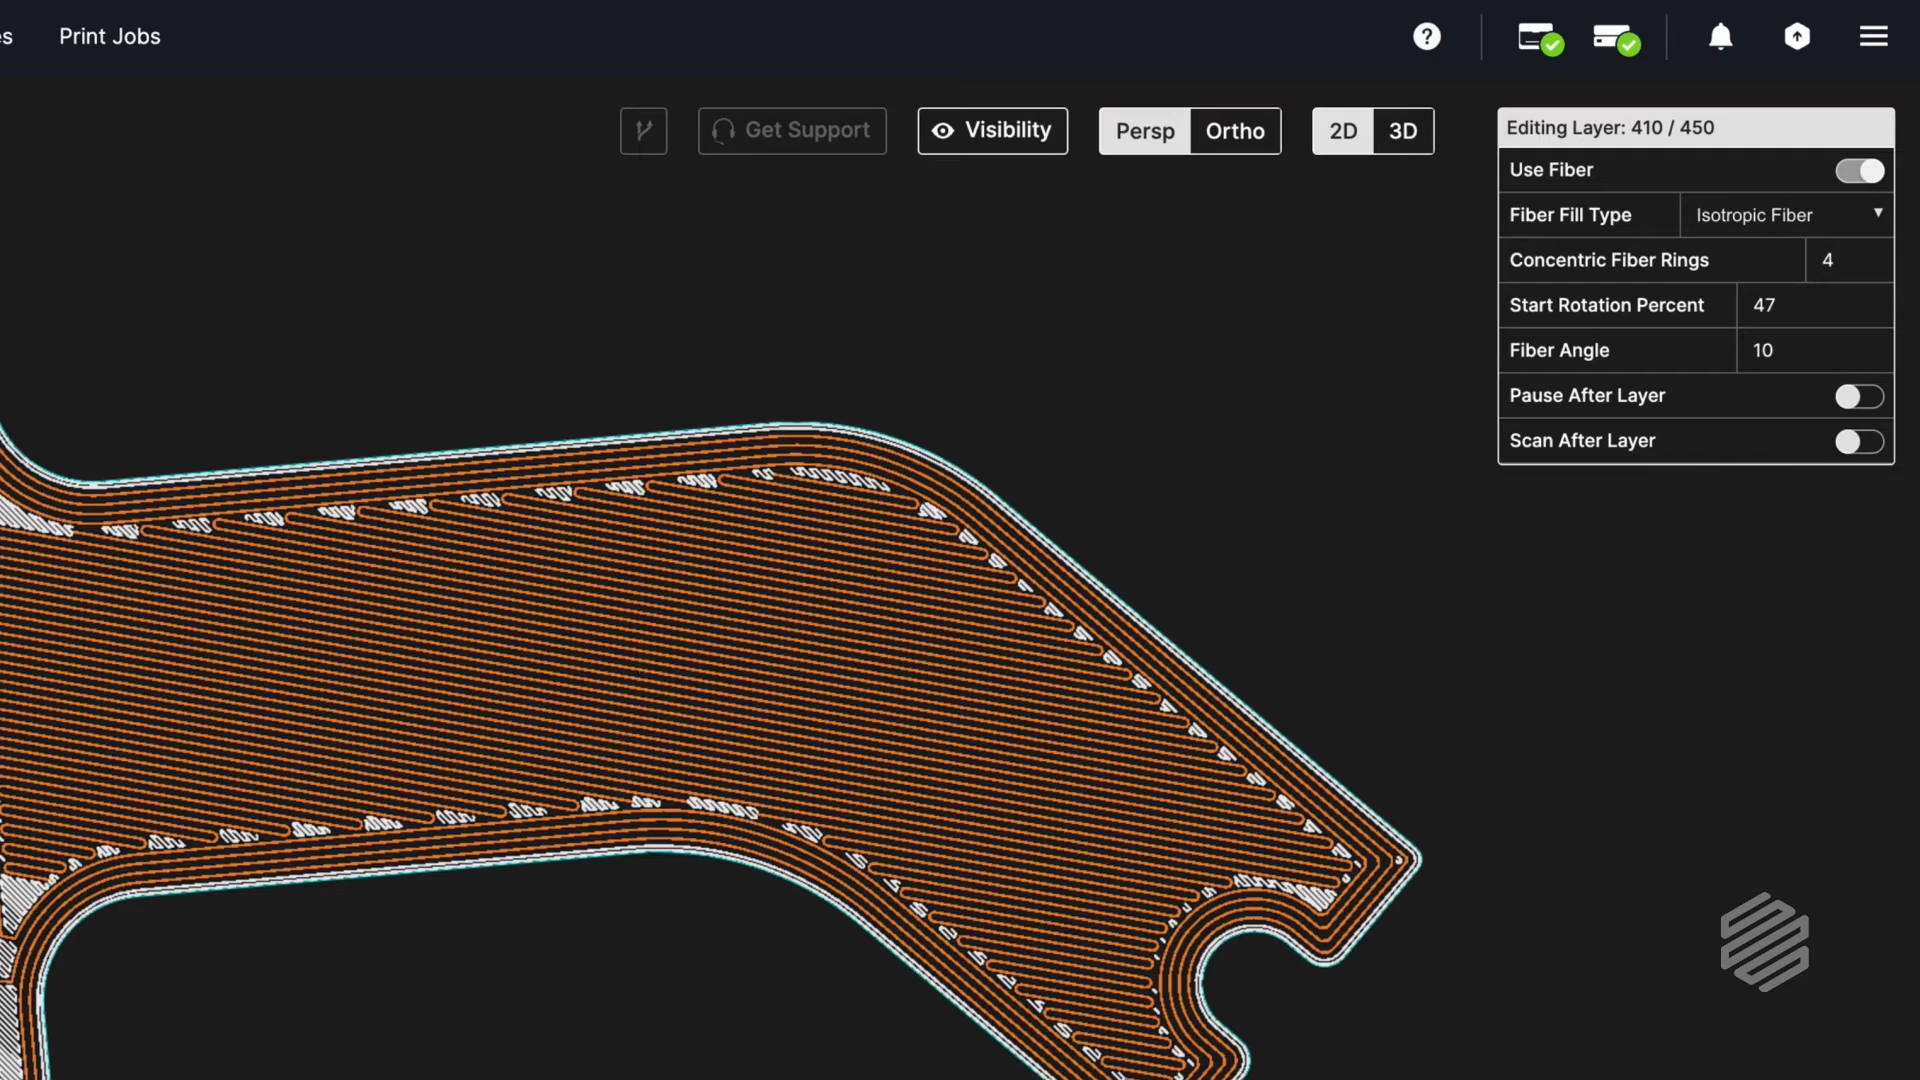 es Print Jobs ?
Get Support Visibility Persp Ortho 2D 3D
Editing Layer: 410 / 450
Use Fiber
Fiber Fill Type Isotropic Fiber
Concentric Fiber Rings 4
Start Rotation Percent 47
Fiber Angle 10
Pause After Layer
Scan After Layer